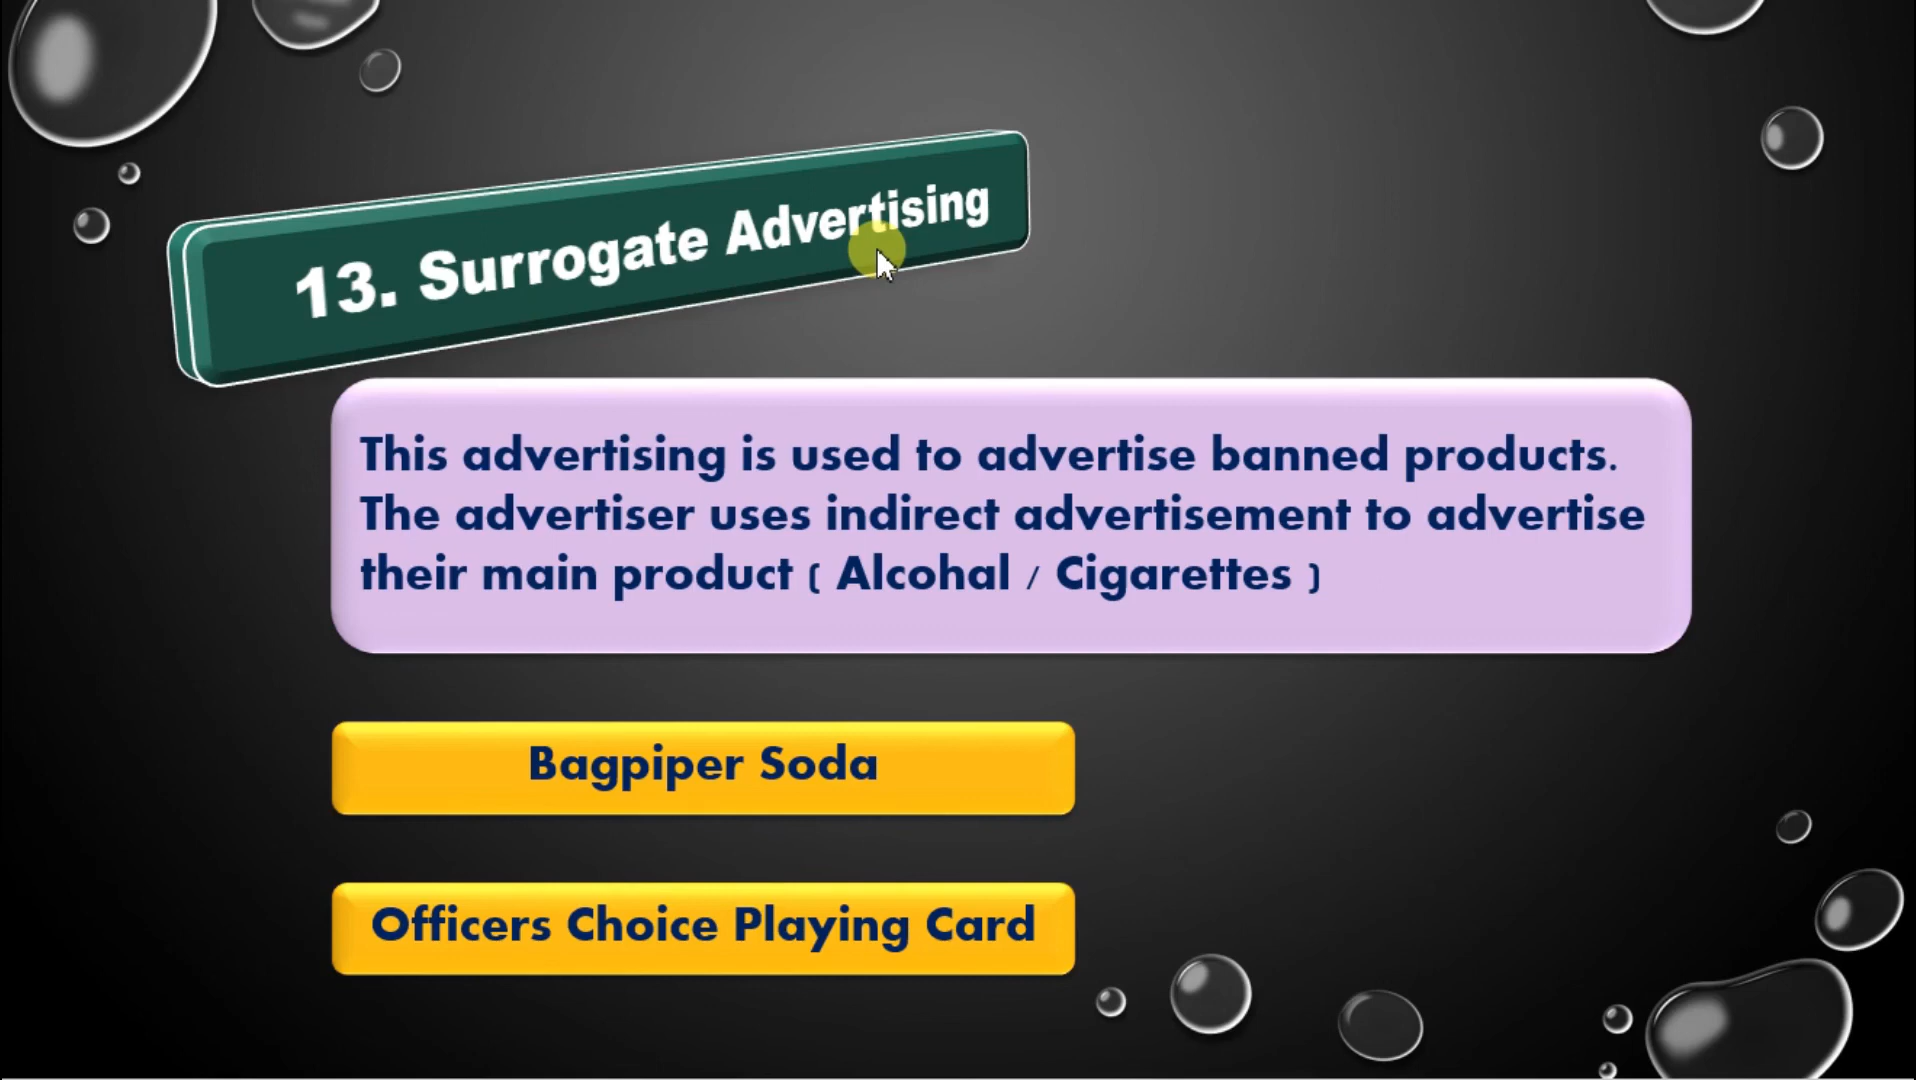 13. Surrogate Advertising
This advertising is used to advertise banned products.
The advertiser uses indirect advertisement to advertise
their main product ( Alcohal / Cigarettes )
Bagpiper Soda
Officers Choice Playing Card